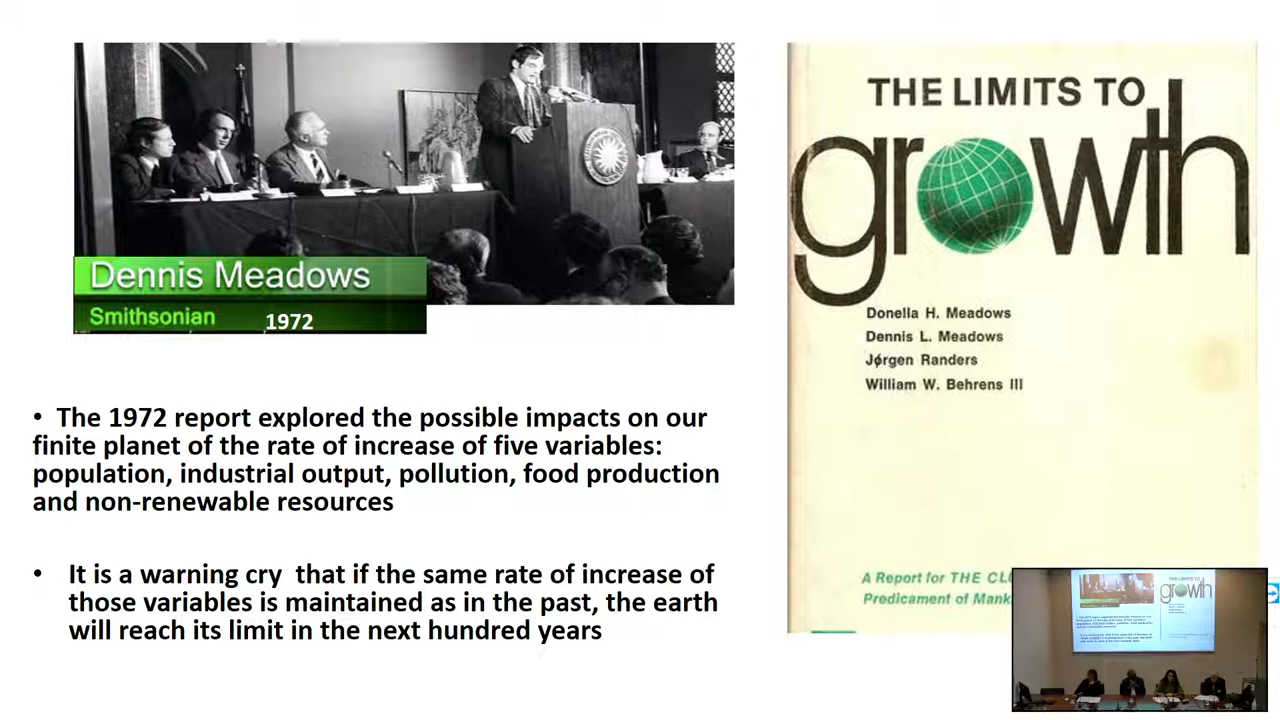 Dennis Meadows
Smithsonian 1972
• The 1972 report explored the possible impacts on our
finite planet of the rate of increase of five variables:
population, industrial output, pollution, food production
and non-renewable resources
• It is a warning cry that if the same rate of increase of
those variables is maintained as in the past, the earth
will reach its limit in the next hundred years
THE LIMITS TO
growth
Donella H. Meadows
Dennis L. Meadows
Jørgen Randers
William W. Behrens III
A Report for THE
Predicament of
THE LIMITS TO
growth